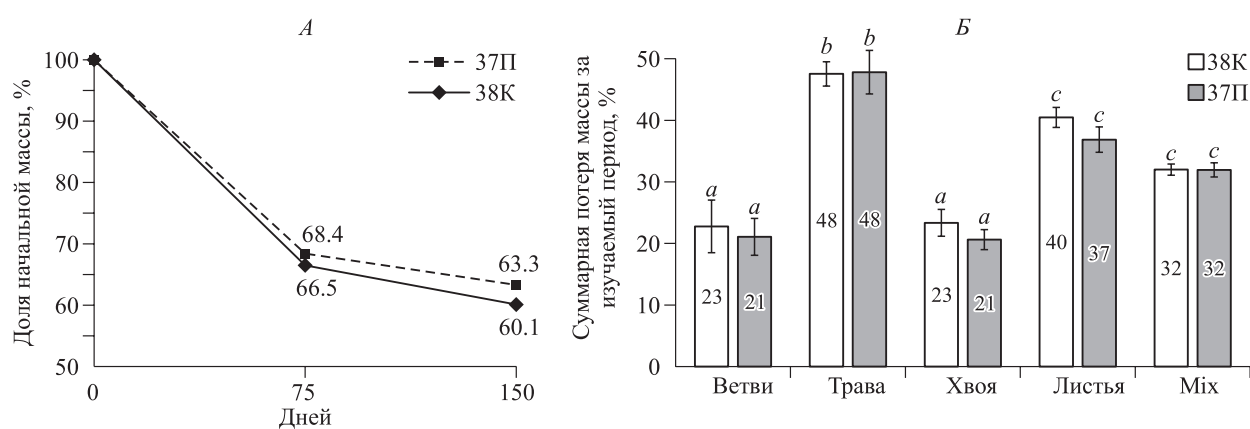 А
Доля начальной массы, %
100
90
80
70
60
50
37П
38К
68.4
66.5
63.3
60.1
0
75
150
Дней
Б
Суммарная потеря массы за
изучаемый период, %
50
40
30
20
10
0
38К
37П
a
a
b
b
a
a
c
c
c
c
23
21
48
48
23
21
40
37
32
32
Ветви
Трава
Хвоя
Листья
Mix